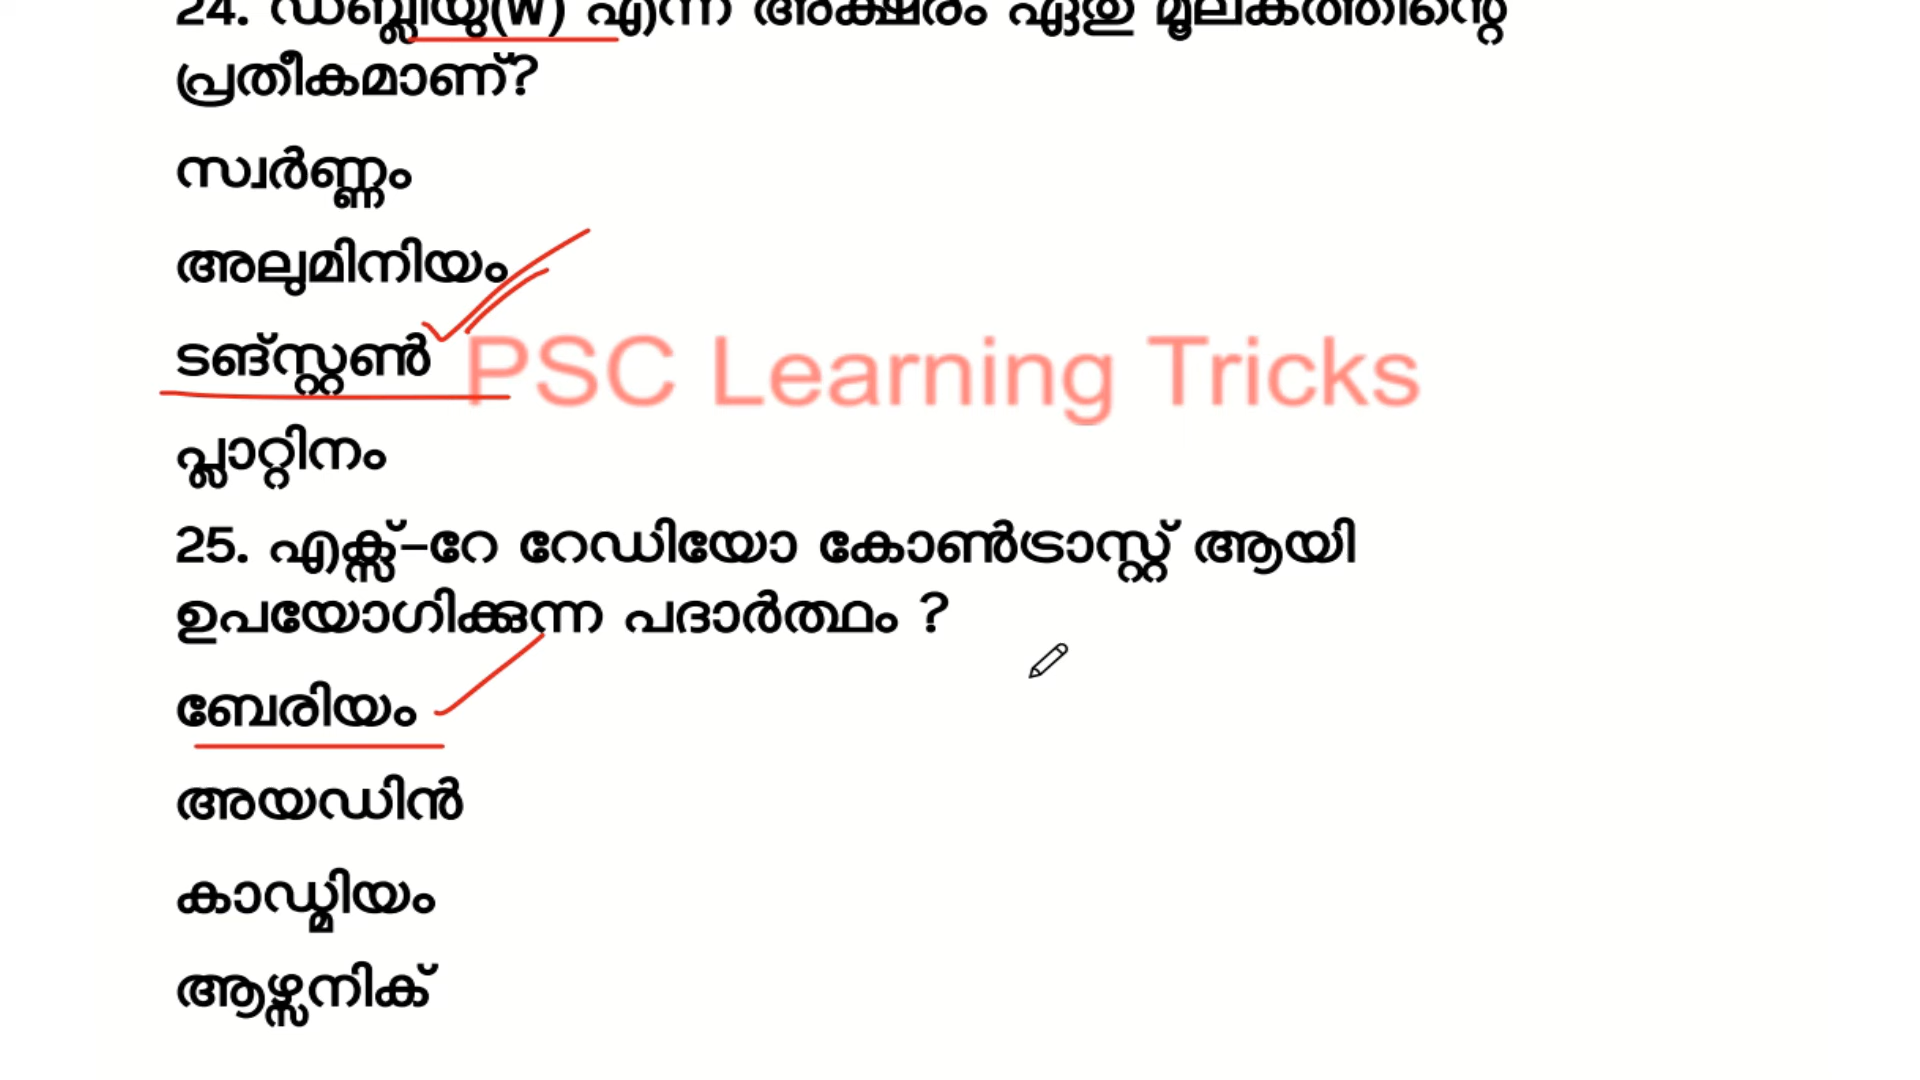 24. ഡബ്ലിയു(W) എന്ന അക്ഷരം ഏതു മൂലകത്തിന്റെ
പ്രതീകമാണ്?
സ്വർണ്ണം
അലുമിനിയം
ടങ്സ്റ്റൺ
PSC Learning Tricks
പ്ലാറ്റിനം
25. എക്സ്-റേ റേഡിയോ കോൺട്രാസ്റ്റ് ആയി
ഉപയോഗിക്കുന്ന പദാർത്ഥം ?
ബേരിയം
അയഡിൻ
കാഡ്മിയം
ആഴ്സനിക്